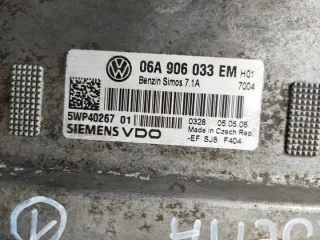 06A 906 033 EM H01
Benzin Simos 7.1A 7004
5WP40267 01
0328 05.05.05
Made in Czech Rep.
SIEMENS VDO
-EF SJ8 F404